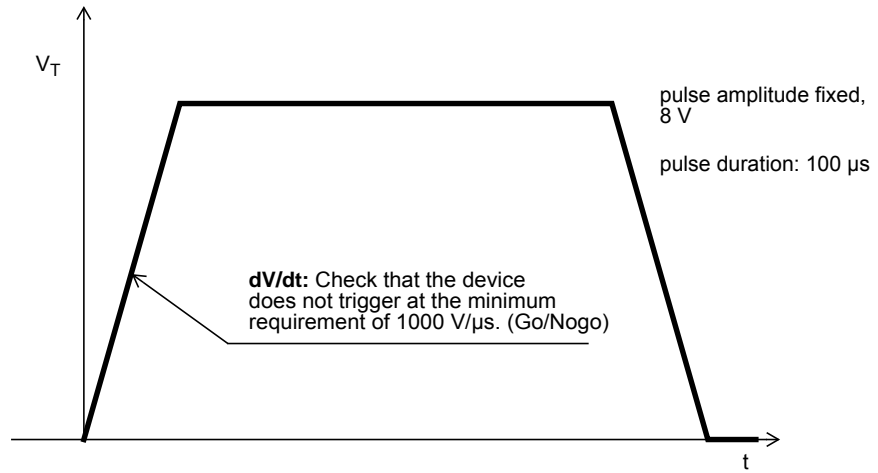 V_T
pulse amplitude fixed,
8 V
pulse duration: 100 µs
dV/dt: Check that the device
does not trigger at the minimum
requirement of 1000 V/µs. (Go/Nogo)
t